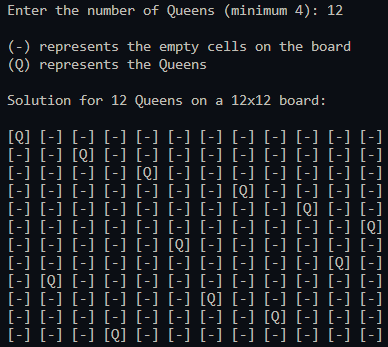 Enter the number of Queens (minimum 4): 12
(-) represents the empty cells on the board
(Q) represents the Queens
Solution for 12 Queens on a 12x12 board:
[Q] [-] [-] [-] [-] [-] [-] [-] [-] [-] [-] [-]
[-] [-] [Q] [-] [-] [-] [-] [-] [-] [-] [-] [-]
[-] [-] [-] [-] [Q] [-] [-] [-] [-] [-] [-] [-]
[-] [-] [-] [-] [-] [-] [-] [Q] [-] [-] [-] [-]
[-] [-] [-] [-] [-] [-] [-] [-] [-] [Q] [-] [-]
[-] [-] [-] [-] [-] [-] [-] [-] [-] [-] [-] [Q]
[-] [-] [-] [-] [-] [Q] [-] [-] [-] [-] [-] [-]
[-] [-] [-] [-] [-] [-] [-] [-] [-] [-] [Q] [-]
[-] [Q] [-] [-] [-] [-] [-] [-] [-] [-] [-] [-]
[-] [-] [-] [-] [-] [-] [Q] [-] [-] [-] [-] [-]
[-] [-] [-] [-] [-] [-] [-] [-] [Q] [-] [-] [-]
[-] [-] [-] [Q] [-] [-] [-] [-] [-] [-] [-] [-]